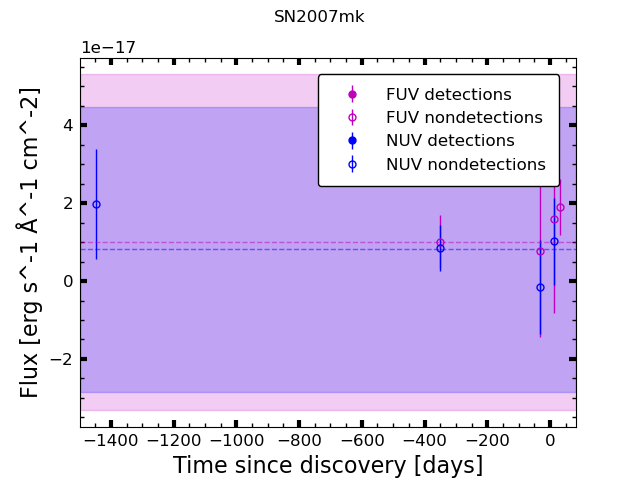 SN2007mk
1e−17
FUV detections
FUV nondetections
NUV detections
NUV nondetections
4
2
0
−2
Flux [erg s^-1 Å^-1 cm^-2]
−1400 −1200 −1000 −800 −600 −400 −200 0
Time since discovery [days]